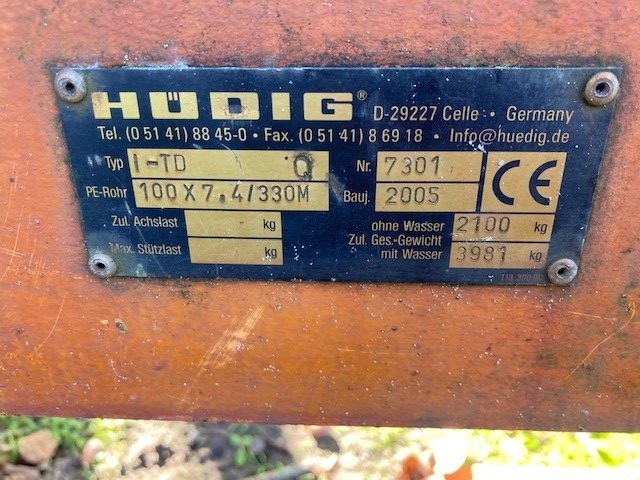 HÜDIG® D-29227 Celle • Germany
Tel. (0 51 41) 88 45-0 • Fax. (0 51 41) 8 69 18 • Info@huedig.de
Typ I-TD Q Nr. 7301 CE
PE-Rohr 100X7.4/330M Bauj. 2005
Zul. Achslast kg ohne Wasser 2100 kg
Zul. Ges.-Gewicht
Max. Stützlast kg mit Wasser 3981 kg